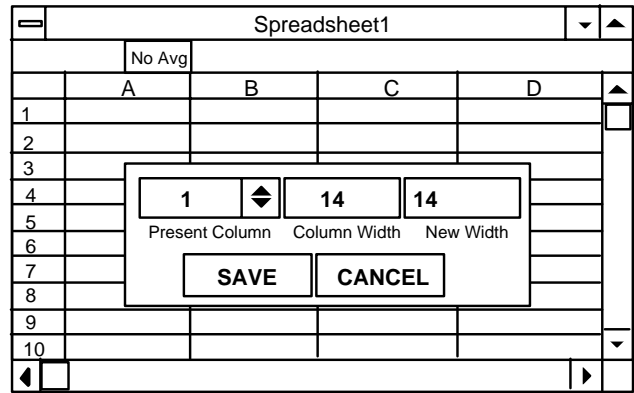 Spreadsheet1
No Avg
A B C D
1
2
3
4
5
6
7
8
9
10
1 14 14
Present Column Column Width New Width
SAVE CANCEL